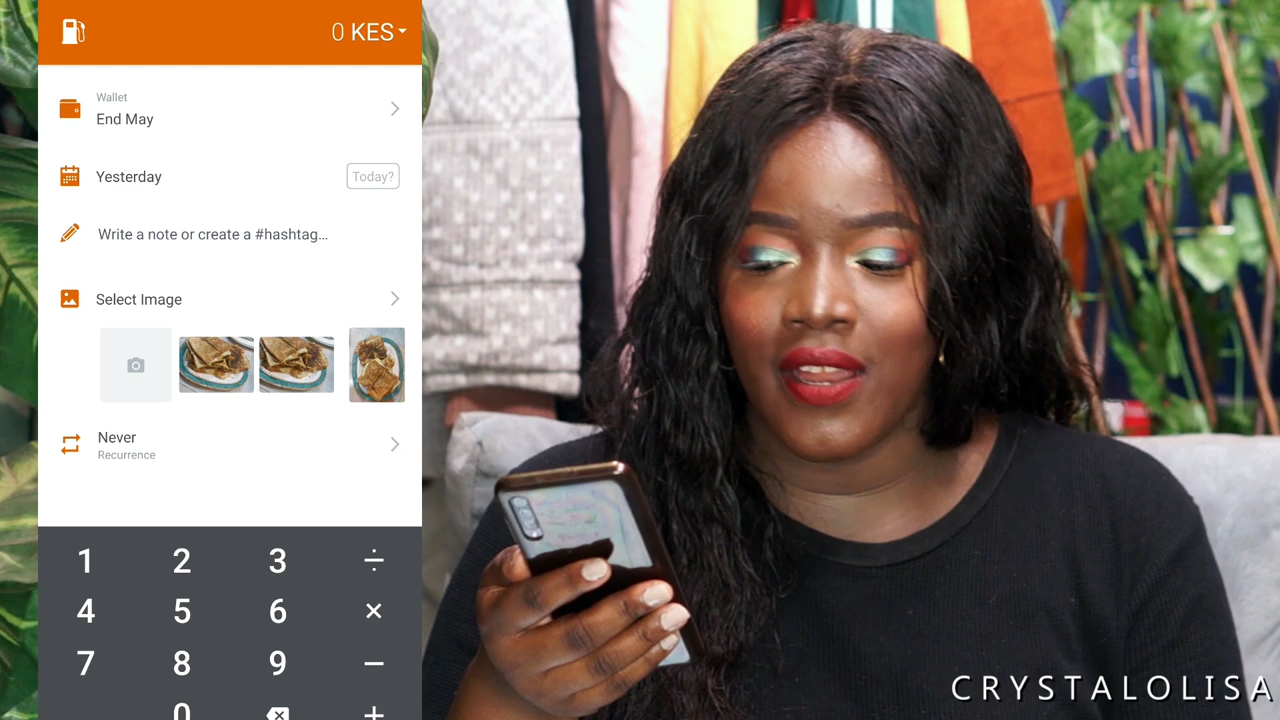 0 KES
Wallet
End May
Yesterday
Today?
Write a note or create a #hashtag...
Select Image
Never
Recurrence
1 2 3 ÷
4 5 6 ×
7 8 9 −
0 +
CRYSTALOLISA